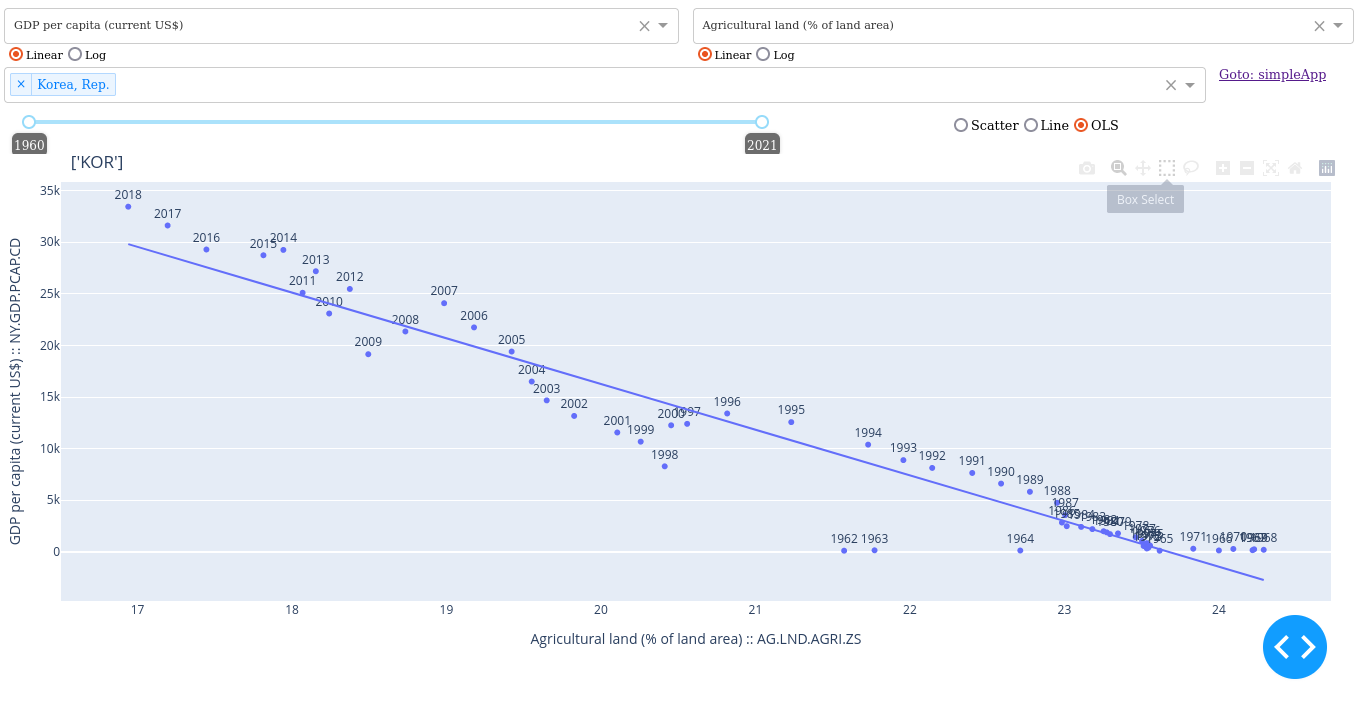 GDP per capita (current US$)
Agricultural land (% of land area)
Linear Log
Linear Log
× Korea, Rep.
Goto: simpleApp
1960
2021
Scatter Line OLS
['KOR']
Box Select
35k
30k
25k
20k
15k
10k
5k
0
GDP per capita (current US$) :: NY.GDP.PCAP.CD
2018
2017
2016
2015
2014
2013
2011
2012
2010
2009
2008
2007
2006
2005
2004
2003
2002
2001
1999
2000
1997
1998
1996
1995
1994
1993
1992
1991
1990
1989
1988
1987
1962
1963
1964
1971
17
18
19
20
21
22
23
24
Agricultural land (% of land area) :: AG.LND.AGRI.ZS